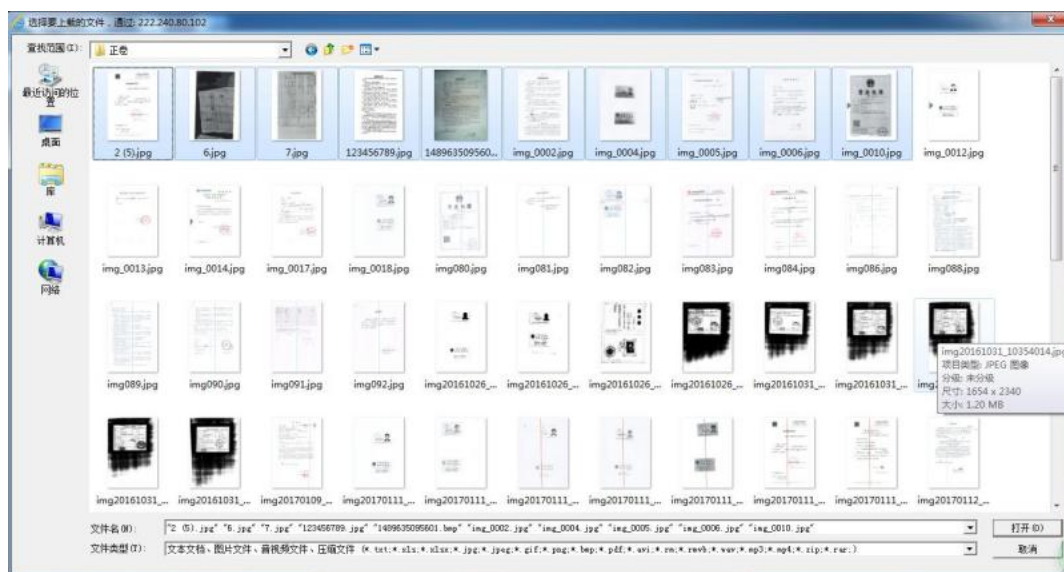 选择要上载的文件，通过: 222.240.80.102
查找范围(I):
正卷
最近访问的位置
桌面
库
计算机
网络
2 (5).jpg 6.jpg 7.jpg 123456789.jpg 148963509560... img_0002.jpg img_0004.jpg img_0005.jpg img_0006.jpg img_0010.jpg img_0012.jpg
img_0013.jpg img_0014.jpg img_0017.jpg img_0018.jpg img080.jpg img081.jpg img082.jpg img083.jpg img084.jpg img086.jpg img088.jpg
img089.jpg img090.jpg img091.jpg img092.jpg img20161026_... img20161026_... img20161026_... img20161026_... img20161031_... img20161031_...
img20161031_10354014.jpg
项目类型: JPEG 图像
分级: 未分级
尺寸: 1654 x 2340
大小: 1.20 MB
img20161031_... img20161031_... img20170109_... img20170111_... img20170111_... img20170111_... img20170111_... img20170111_... img20170111_... img20170111_... img20170112_...
文件名(N): "2 (5).jpg" "6.jpg" "7.jpg" "123456789.jpg" "1489635095601.bmp" "img_0002.jpg" "img_0004.jpg" "img_0005.jpg" "img_0006.jpg" "img_0010.jpg"
打开(O)
文件类型(T): 文本文档、图片文件、音视频文件、压缩文件 (*.txt;*.xls;*.xlsx;*.jpg;*.jpeg;*.gif;*.png;*.bmp;*.pdf;*.avi;*.rm;*.rmvb;*.wav;*.mp3;*.mp4;*.zip;*.rar;)
取消